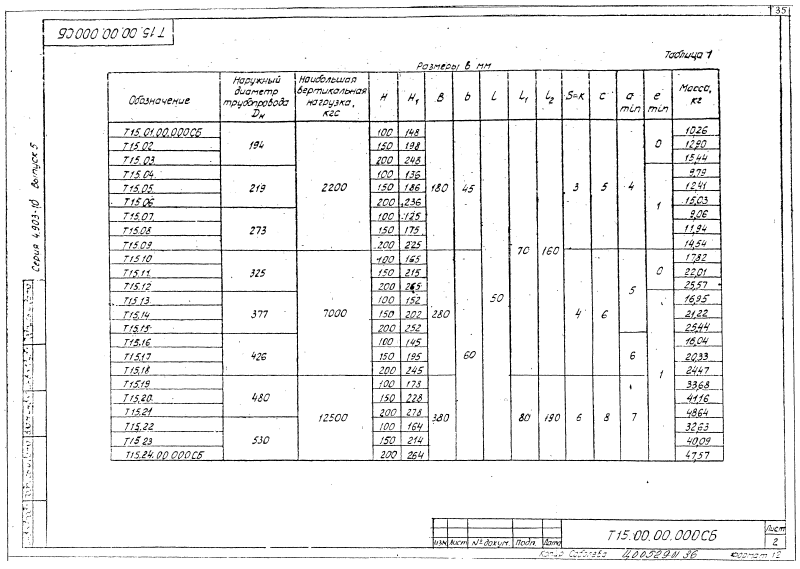 Т 35
Т15.00.00.000СБ
Таблица 1
Размеры в мм
Обозначение | Наружный диаметр трубопровода Dн | Наибольшая вертикальная нагрузка, кгс | H | H1 | B | b | L | L1 | L2 | S=K | c | a min | e min | Масса, кг
Т15.01.00.000СБ | 194 | 2200 | 100 | 148 | 180 | 45 | 50 | 70 | 160 | 3 | 5 | 4 | 0 | 10,26
Т15.02 | 150 | 198 | 12,90
Т15.03 | 200 | 248 | 15,44
Т15.04 | 219 | 100 | 136 | 1 | 9,79
Т15.05 | 150 | 186 | 12,41
Т15.06 | 200 | 236 | 15,03
Т15.07 | 273 | 100 | 125 | 9,06
Т15.08 | 150 | 175 | 11,94
Т15.09 | 200 | 225 | 14,54
Т15.10 | 325 | 7000 | 100 | 165 | 280 | 60 | 4 | 6 | 5 | 0 | 17,82
Т15.11 | 150 | 215 | 22,01
Т15.12 | 200 | 265 | 25,57
Т15.13 | 377 | 100 | 152 | 1 | 16,95
Т15.14 | 150 | 202 | 21,22
Т15.15 | 200 | 252 | 25,44
Т15.16 | 426 | 100 | 145 | 6 | 16,04
Т15.17 | 150 | 195 | 20,33
Т15.18 | 200 | 245 | 24,47
Т15.19 | 480 | 12500 | 100 | 178 | 380 | 80 | 190 | 6 | 8 | 7 | 33,68
Т15.20 | 150 | 228 | 41,16
Т15.21 | 200 | 278 | 48,64
Т15.22 | 530 | 100 | 164 | 32,63
Т15.23 | 150 | 214 | 40,09
Т15.24.00.000СБ | 200 | 264 | 47,57
Серия 4.903-10 Выпуск 5
Изм. Лист № докум. Подп. Дата
Т15.00.00.000СБ
Лист
2
Копир. Ц00529-01 36
Формат 12